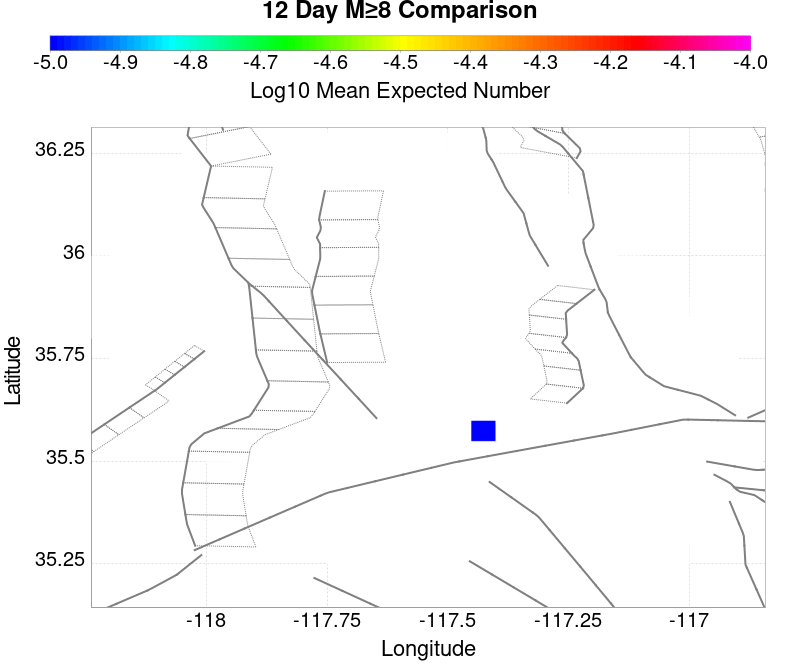 12 Day M≥8 Comparison
-5.0 -4.9 -4.8 -4.7 -4.6 -4.5 -4.4 -4.3 -4.2 -4.1 -4.0
Log10 Mean Expected Number
36.25
36
35.75
35.5
35.25
Latitude
-118 -117.75 -117.5 -117.25 -117
Longitude